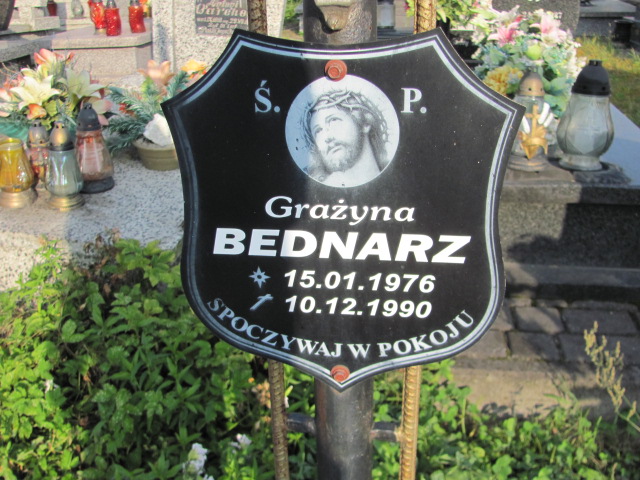 Ś. P.
Grażyna
BEDNARZ
15.01.1976
10.12.1990
SPOCZYWAJ W POKOJU